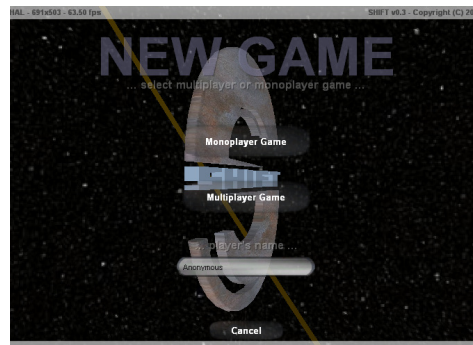 HAL - 691x503 - 63.50 fps
SHIFT v0.3 - Copyright (C) 20
NEW GAME
... select multiplayer or monoplayer game ...
Monoplayer Game
Multiplayer Game
... player's name ...
Anonymous
Cancel